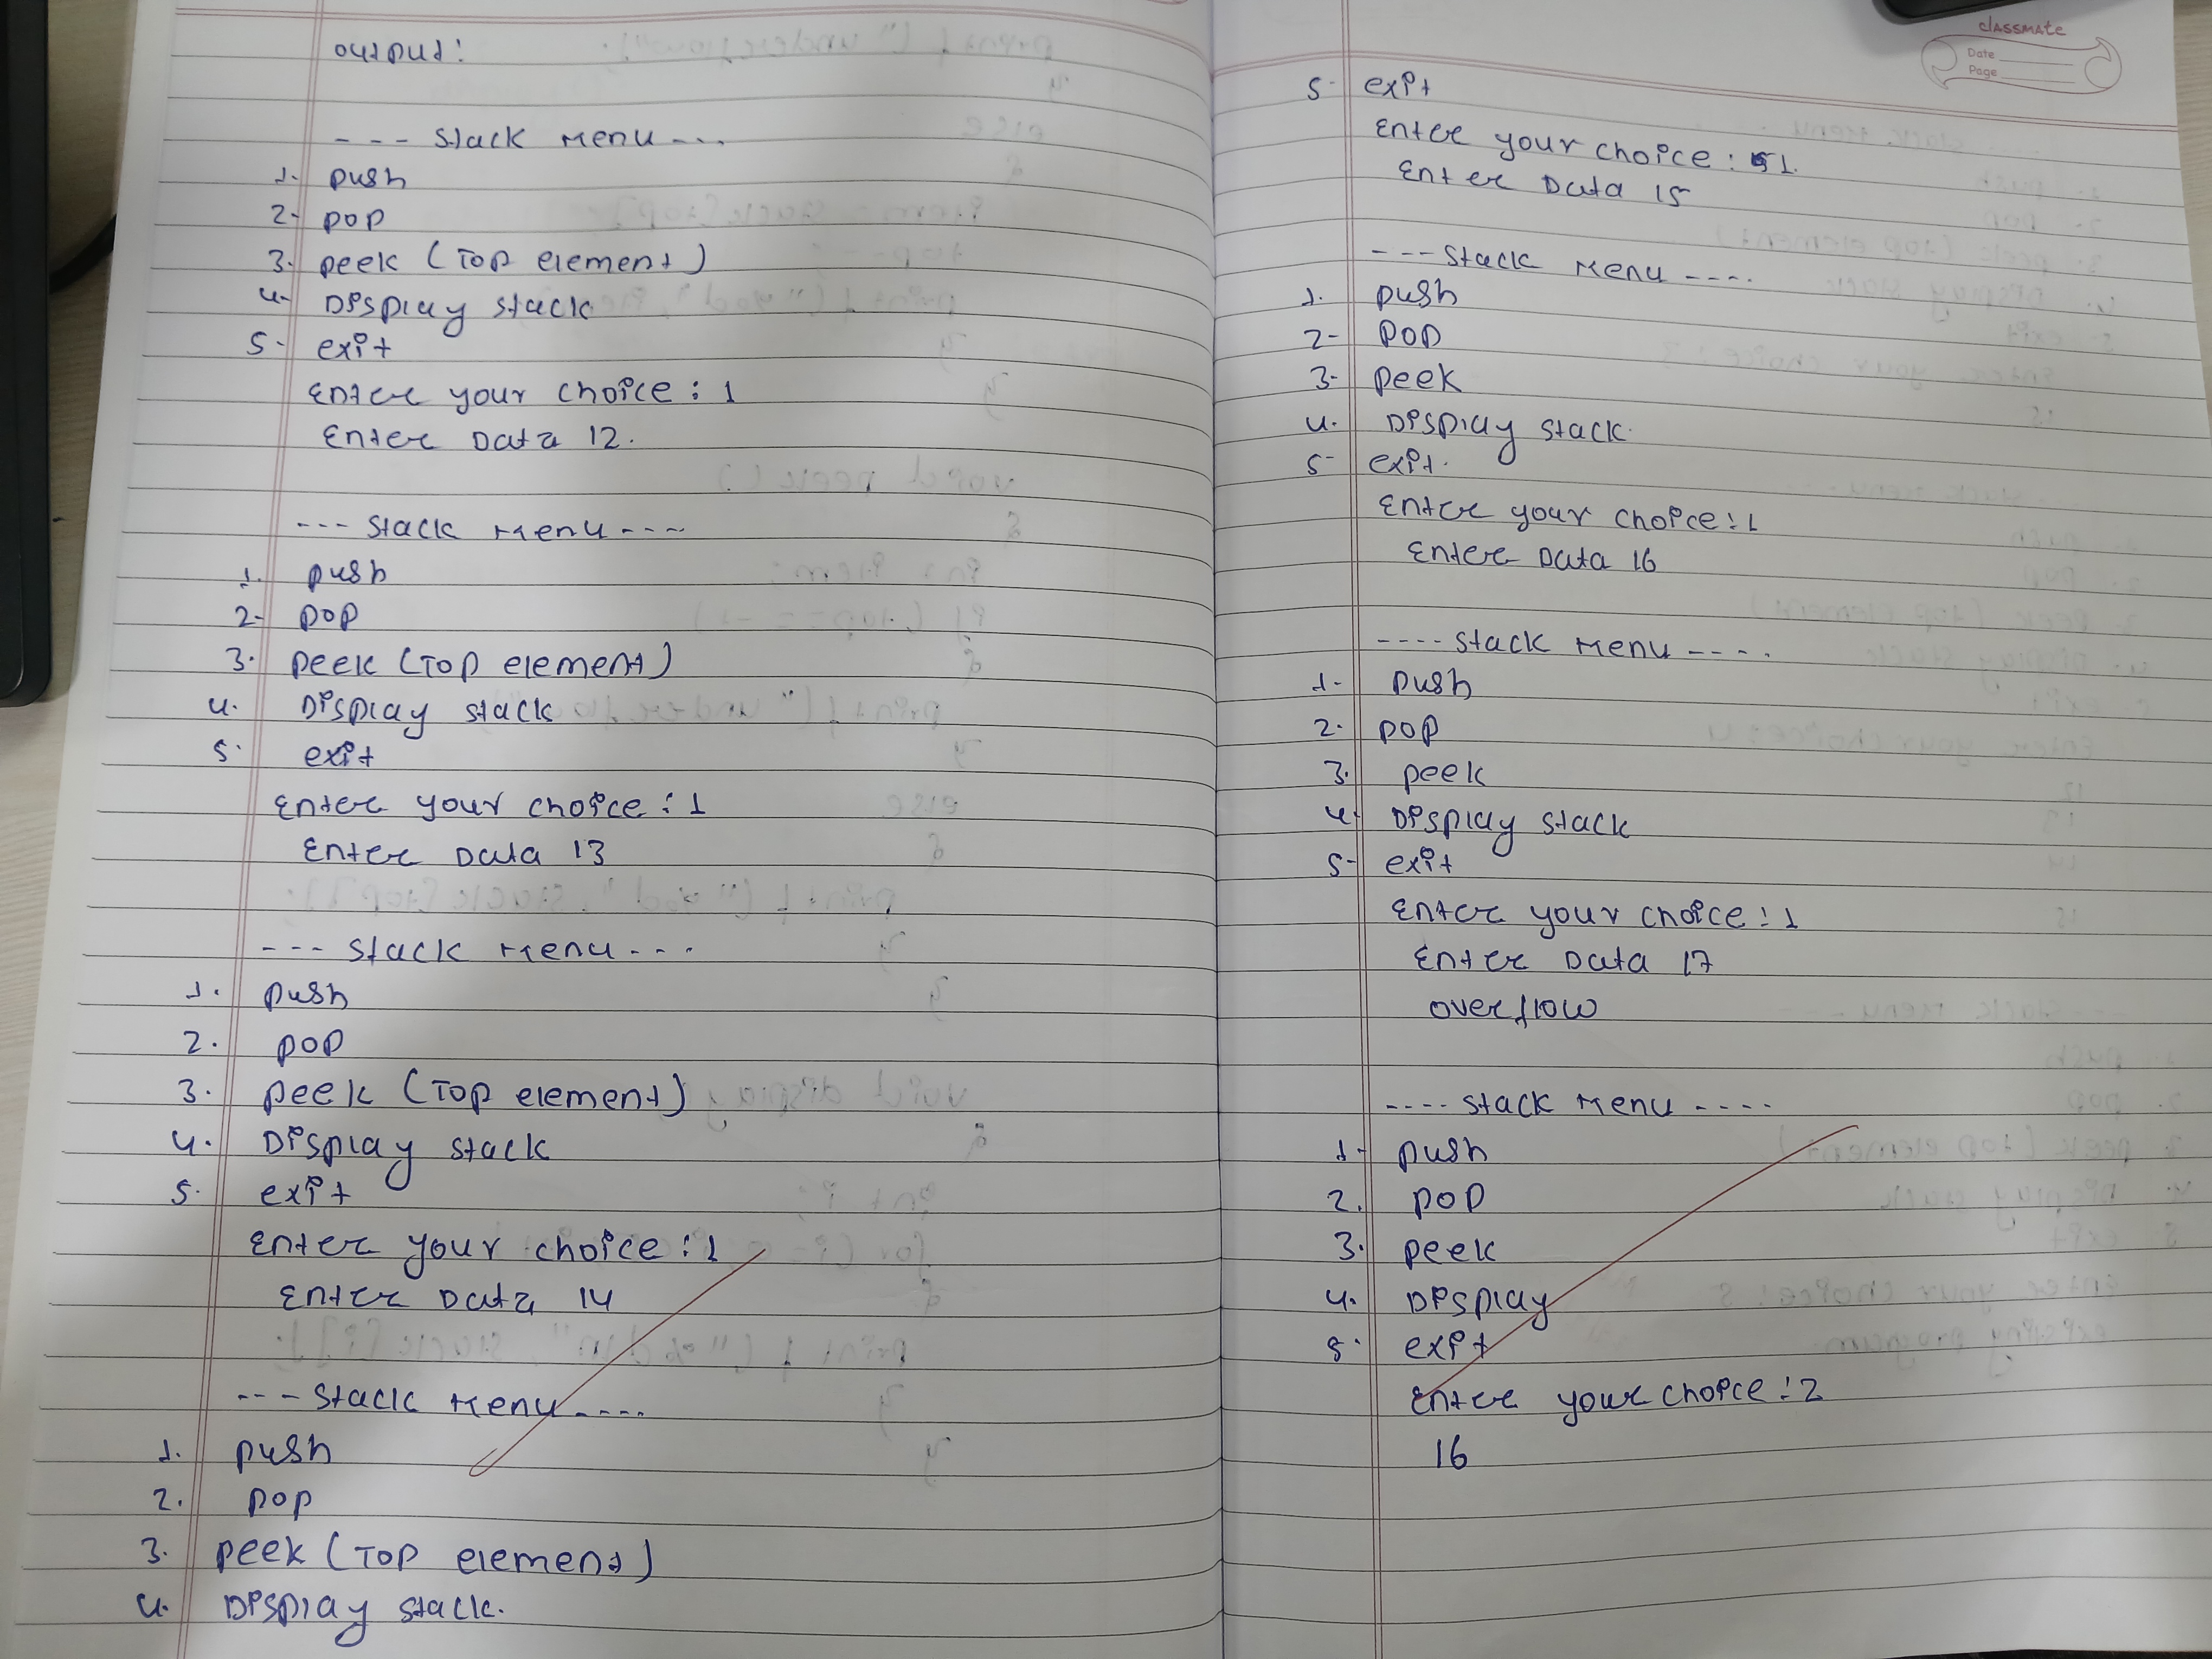 output:
---- stack menu----
1. push
2. pop
3. peek (Top element)
4. Display stack
5. exit
Enter your choice : 1
Enter Data 12.
--- stack menu----
1. push
2. pop
3. peek (Top element)
4. Display stack
5. exit
Enter your choice : 1
Enter Data 13
--- stack menu---.
1. push
2. pop
3. peek (Top element)
4. Display stack
5. exit
Enter your choice : 1
Enter Data 14
--- stack menu----
1. push
2. pop
3. peek (Top element)
4. Display stack.
classmate
Date
Page
5. exit
Enter your choice : 1.
Enter Data 15
---stack menu----.
1. push
2. pop
3. peek
4. Display stack.
5. exit.
Enter your choice : 1
Enter Data 16
----stack menu----.
1. push
2. pop
3. peek
4. Display stack
5. exit
Enter your choice : 1
Enter Data 17
overflow
----stack menu----.
1. push
2. pop
3. peek
4. Display
5. exit
Enter your choice : 2
16